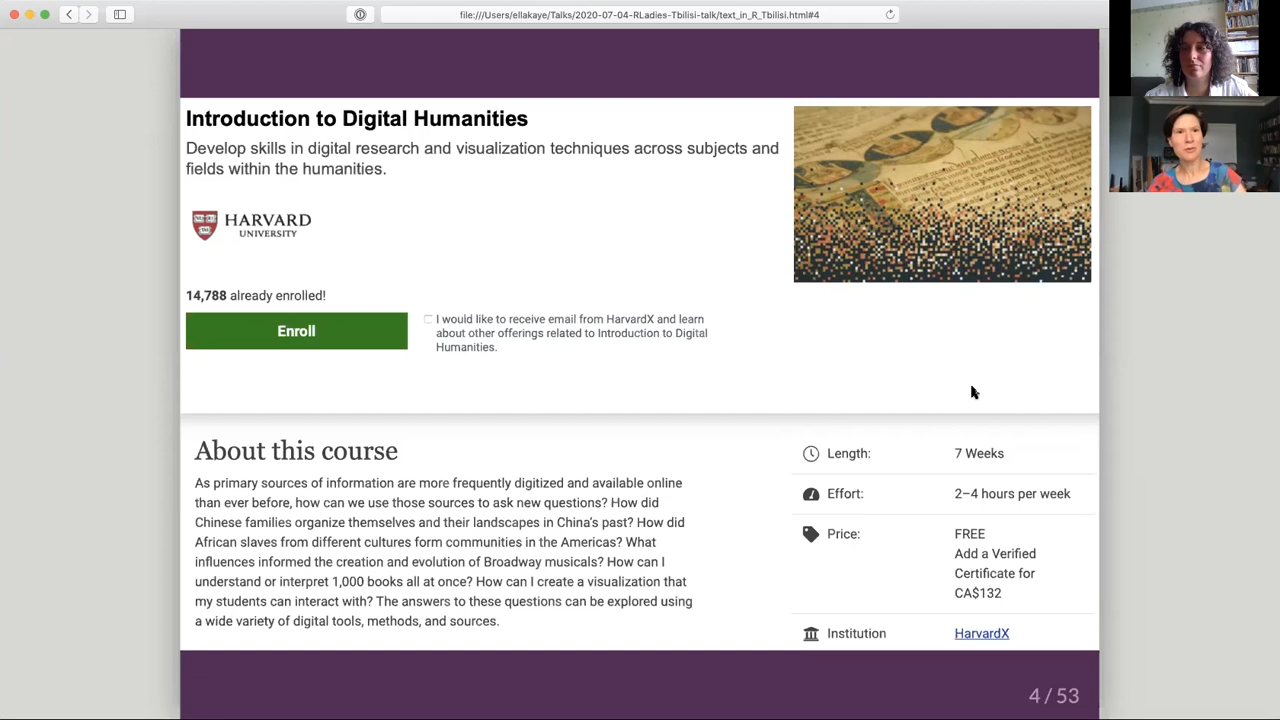 file:///Users/ellakaye/Talks/2020-07-04-RLadies-Tbilisi-talk/text_in_R_Tbilisi.html#4
Introduction to Digital Humanities
Develop skills in digital research and visualization techniques across subjects and
fields within the humanities.
HARVARD
UNIVERSITY
14,788 already enrolled!
Enroll
I would like to receive email from HarvardX and learn
about other offerings related to Introduction to Digital
Humanities.
About this course
As primary sources of information are more frequently digitized and available online
than ever before, how can we use those sources to ask new questions? How did
Chinese families organize themselves and their landscapes in China's past? How did
African slaves from different cultures form communities in the Americas? What
influences informed the creation and evolution of Broadway musicals? How can I
understand or interpret 1,000 books all at once? How can I create a visualization that
my students can interact with? The answers to these questions can be explored using
a wide variety of digital tools, methods, and sources.
Length: 7 Weeks
Effort: 2–4 hours per week
Price: FREE
Add a Verified
Certificate for
CA$132
Institution HarvardX
4 / 53